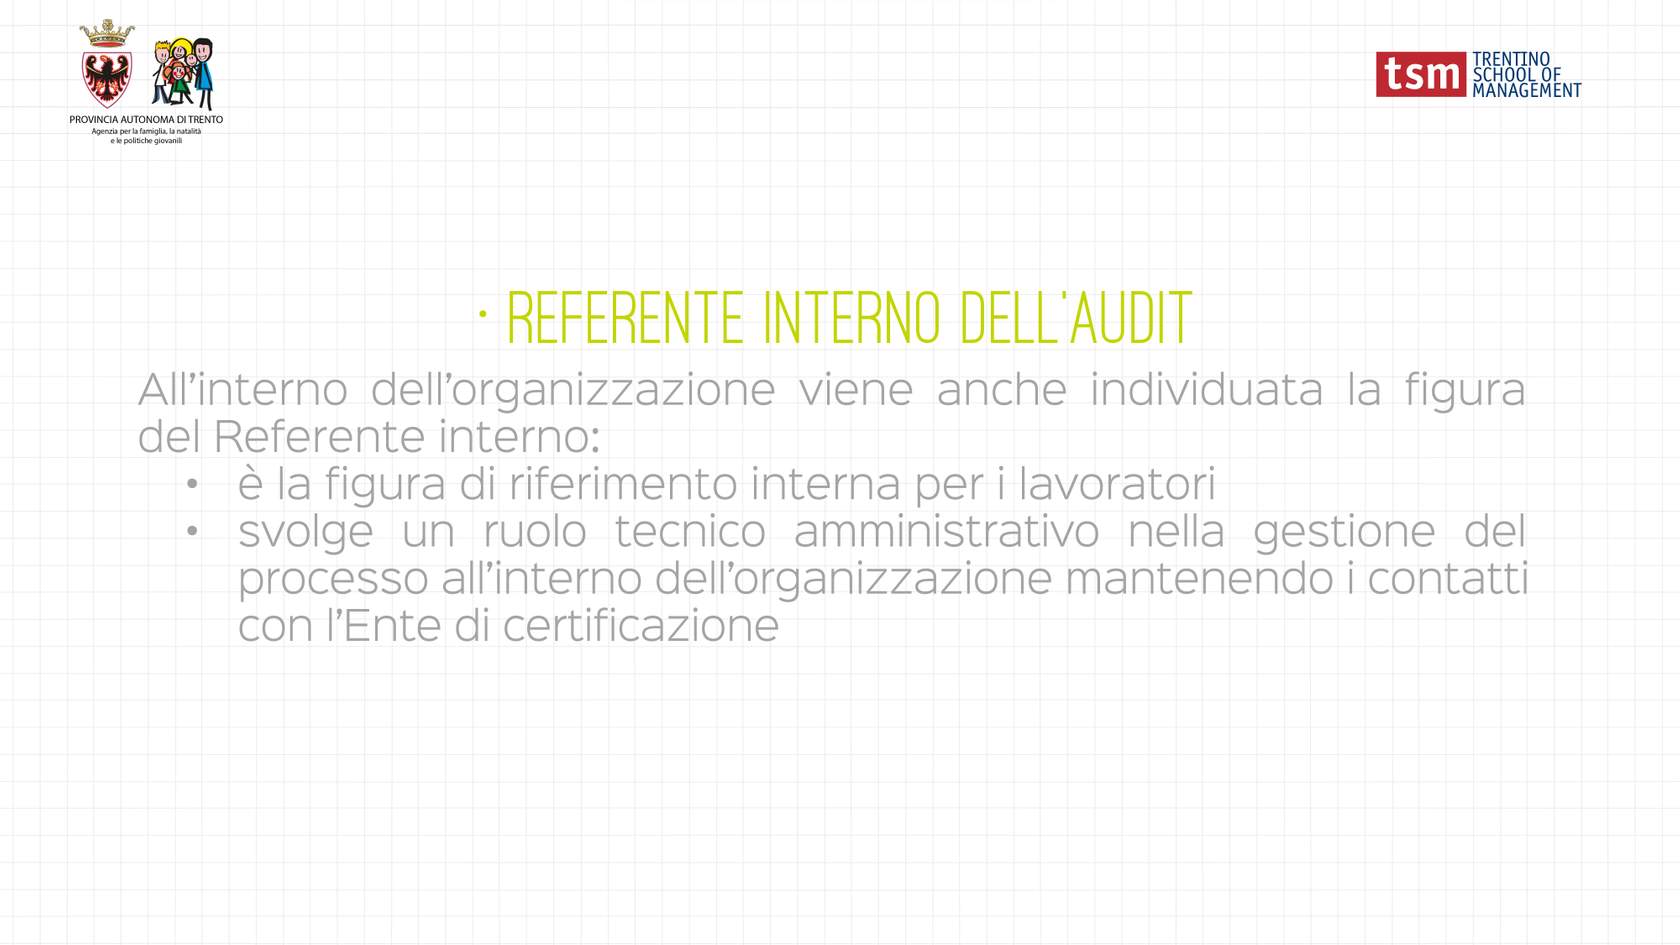 PROVINCIA AUTONOMA DI TRENTO
Agenzia per la famiglia, la natalità
e le politiche giovanili
tsm
TRENTINO
SCHOOL OF
MANAGEMENT
· REFERENTE INTERNO DELL'AUDIT
All’interno dell’organizzazione viene anche individuata la figura
del Referente interno:
• è la figura di riferimento interna per i lavoratori
• svolge un ruolo tecnico amministrativo nella gestione del
processo all’interno dell’organizzazione mantenendo i contatti
con l’Ente di certificazione